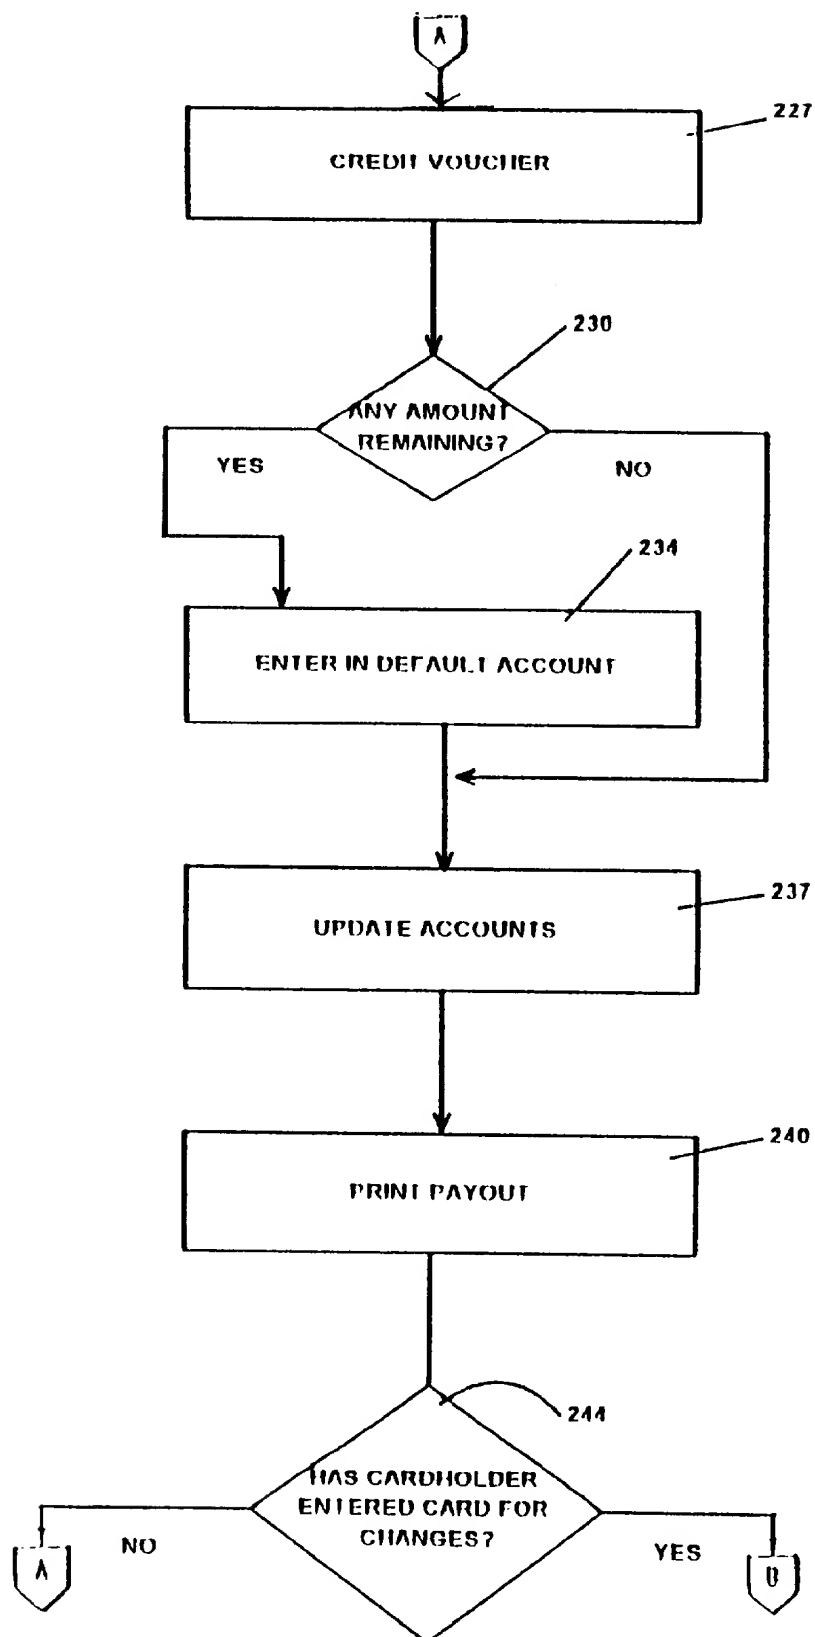 A
227
CREDIT VOUCHER
230
ANY AMOUNT
REMAINING?
YES
NO
234
ENTER IN DEFAULT ACCOUNT
237
UPDATE ACCOUNTS
240
PRINT PAYOUT
244
HAS CARDHOLDER
ENTERED CARD FOR
CHANGES?
NO
YES
A
B